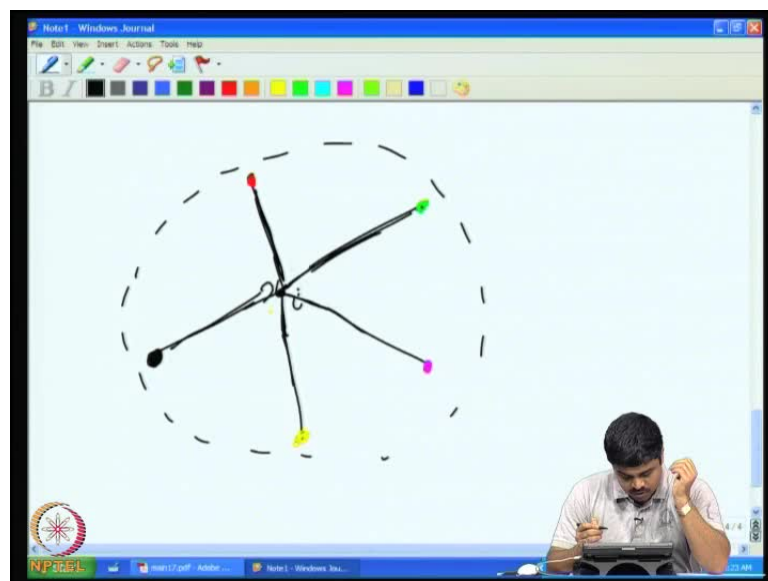 Note1 - Windows Journal
File Edit View Insert Actions Tools Help
B I
x i
NPTEL
main17.pdf - Adobe ...
Note1 - Windows Jou...